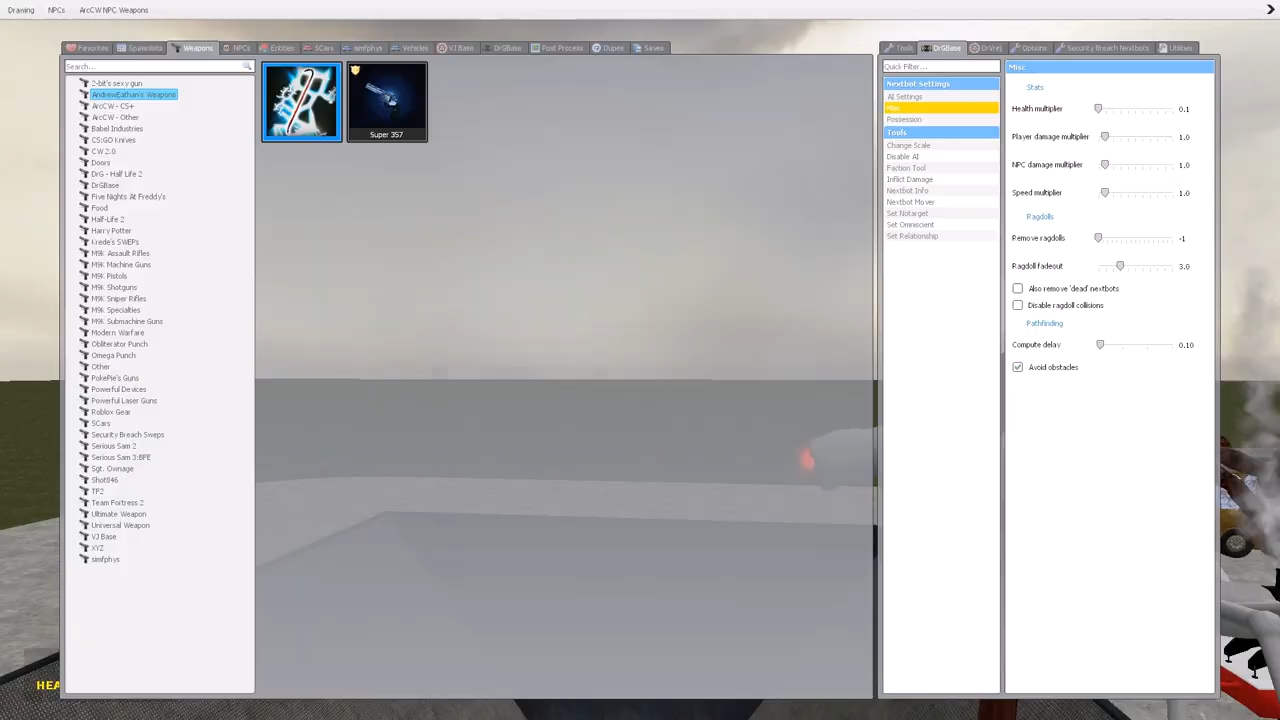 Drawing NPCs ArcCW NPC Weapons
Favorites Spawnlists Weapons NPCs Entities SCars simfphys Vehicles VJ Base DrGBase Post Process Dupes Saves
Search...
2-bit's sexy gun
AndrewEathan's Weapons
ArcCW - CS+
ArcCW - Other
Babel Industries
CS:GO Knives
CW 2.0
Doors
DrG - Half Life 2
DrGBase
Five Nights At Freddy's
Food
Half-Life 2
Harry Potter
Krede's SWEPs
M9K Assault Rifles
M9K Machine Guns
M9K Pistols
M9K Shotguns
M9K Sniper Rifles
M9K Specialties
M9K Submachine Guns
Modern Warfare
Obliterator Punch
Omega Punch
Other
PokePie's Guns
Powerful Devices
Powerful Laser Guns
Roblox Gear
SCars
Security Breach Sweps
Serious Sam 2
Serious Sam 3:BFE
Sgt. Ownage
Shot846
TF2
Team Fortress 2
Ultimate Weapon
Universal Weapon
VJ Base
XYZ
simfphys
Super 357
HEA
Tools DrGBase DrVrej Options Security Breach Nextbots Utilities
Quick Filter...
Nextbot Settings
AI Settings
Misc
Possession
Tools
Change Scale
Disable AI
Faction Tool
Inflict Damage
Nextbot Info
Nextbot Mover
Set Notarget
Set Omniscient
Set Relationship
Misc
Stats
Health multiplier 0.1
Player damage multiplier 1.0
NPC damage multiplier 1.0
Speed multiplier 1.0
Ragdolls
Remove ragdolls -1
Ragdoll fadeout 3.0
Also remove 'dead' nextbots
Disable ragdoll collisions
Pathfinding
Compute delay 0.10
Avoid obstacles